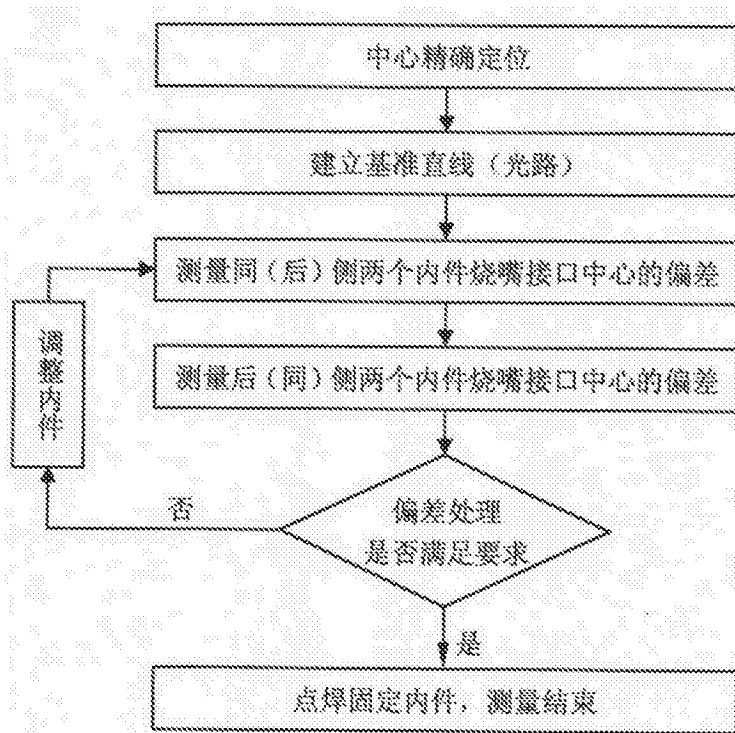 中心精确定位
建立基准直线（光路）
测量同（后）侧两个内件烧嘴接口中心的偏差
调整内件
测量后（同）侧两个内件烧嘴接口中心的偏差
否
偏差处理
是否满足要求
是
点焊固定内件，测量结束